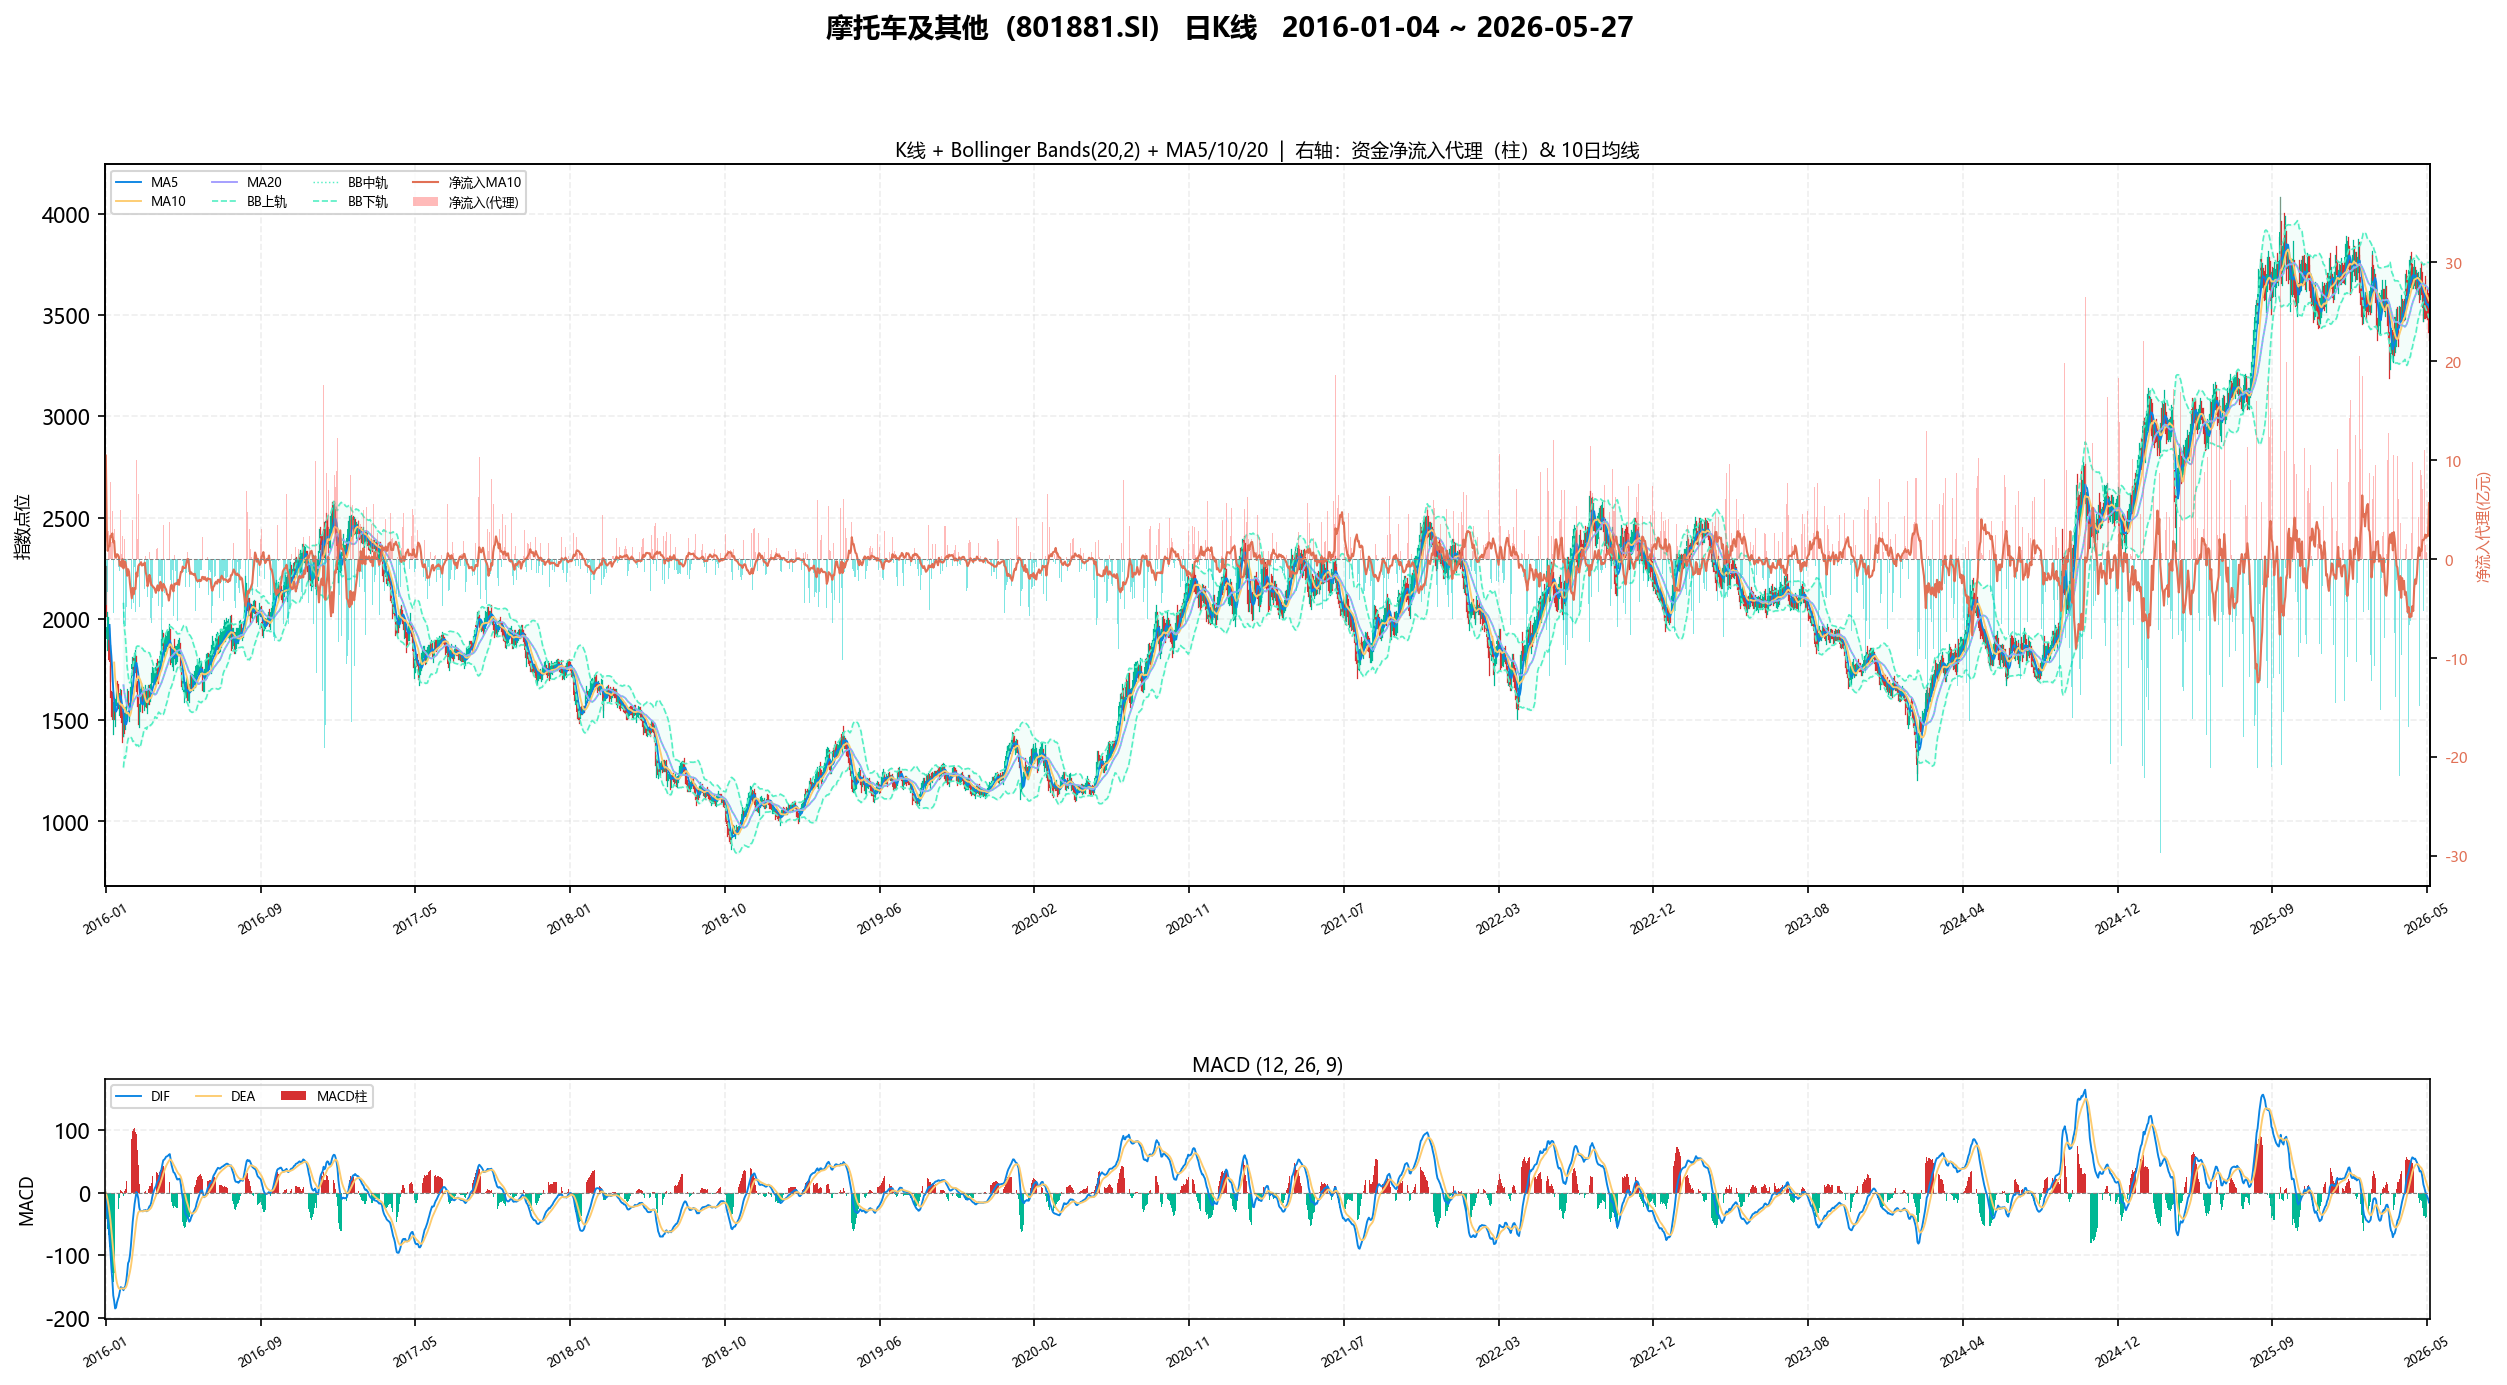 摩托车及其他 (801881.SI) 日K线 2016-01-04 ~ 2026-05-27
K线 + Bollinger Bands(20,2) + MA5/10/20 | 右轴：资金净流入代理（柱）& 10日均线
MA5 MA20 BB中轨 净流入MA10
MA10 BB上轨 BB下轨 净流入(代理)
4000
3500
3000
2500
2000
1500
1000
指数点位
30
20
10
0
-10
-20
-30
净流入代理(亿元)
2016-01 2016-09 2017-05 2018-01 2018-10 2019-06 2020-02 2020-11 2021-07 2022-03 2022-12 2023-08 2024-04 2024-12 2025-09 2026-05
MACD (12, 26, 9)
DIF DEA MACD柱
100
0
-100
-200
MACD
2016-01 2016-09 2017-05 2018-01 2018-10 2019-06 2020-02 2020-11 2021-07 2022-03 2022-12 2023-08 2024-04 2024-12 2025-09 2026-05